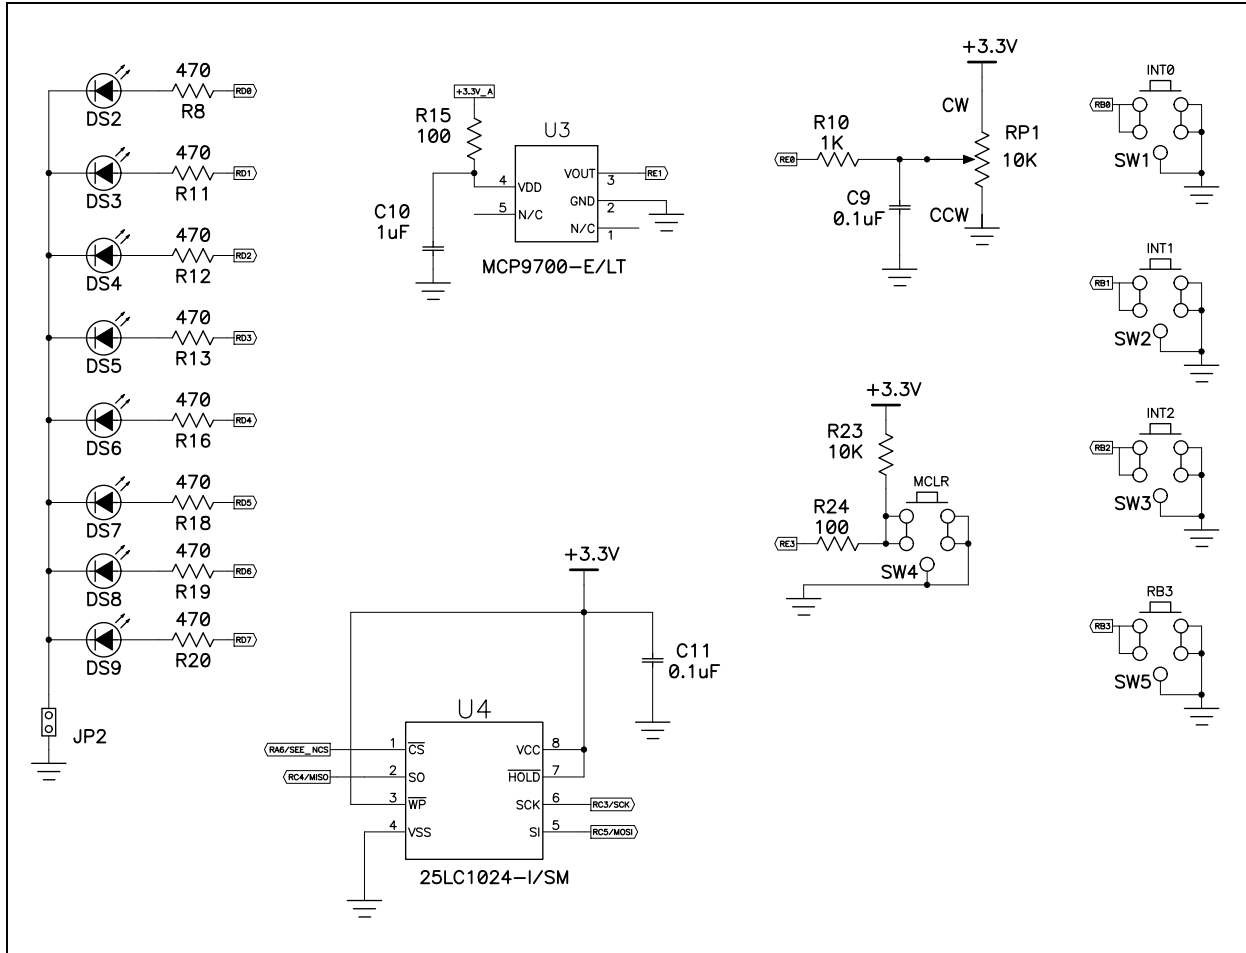 470
DS2
R8
RD0
470
DS3
R11
RD1
470
DS4
R12
RD2
470
DS5
R13
RD3
470
DS6
R16
RD4
470
DS7
R18
RD5
470
DS8
R19
RD6
470
DS9
R20
RD7
JP2
+3.3V_A
R15
100
U3
4
VDD
5
N/C
VOUT
3
RE1
GND
2
N/C
1
C10
1uF
MCP9700-E/LT
+3.3V
CW
RP1
10K
CCW
R10
1K
RE0
C9
0.1uF
INT0
RB0
SW1
INT1
RB1
SW2
INT2
RB2
SW3
RB3
RB3
SW5
+3.3V
R23
10K
MCLR
R24
100
RE3
SW4
+3.3V
C11
0.1uF
U4
RA6/SEE_NCS
1
CS
VCC
8
RC4/MISO
2
SO
HOLD
7
3
WP
SCK
6
RC3/SCK
4
VSS
SI
5
RC5/MOSI
25LC1024-I/SM